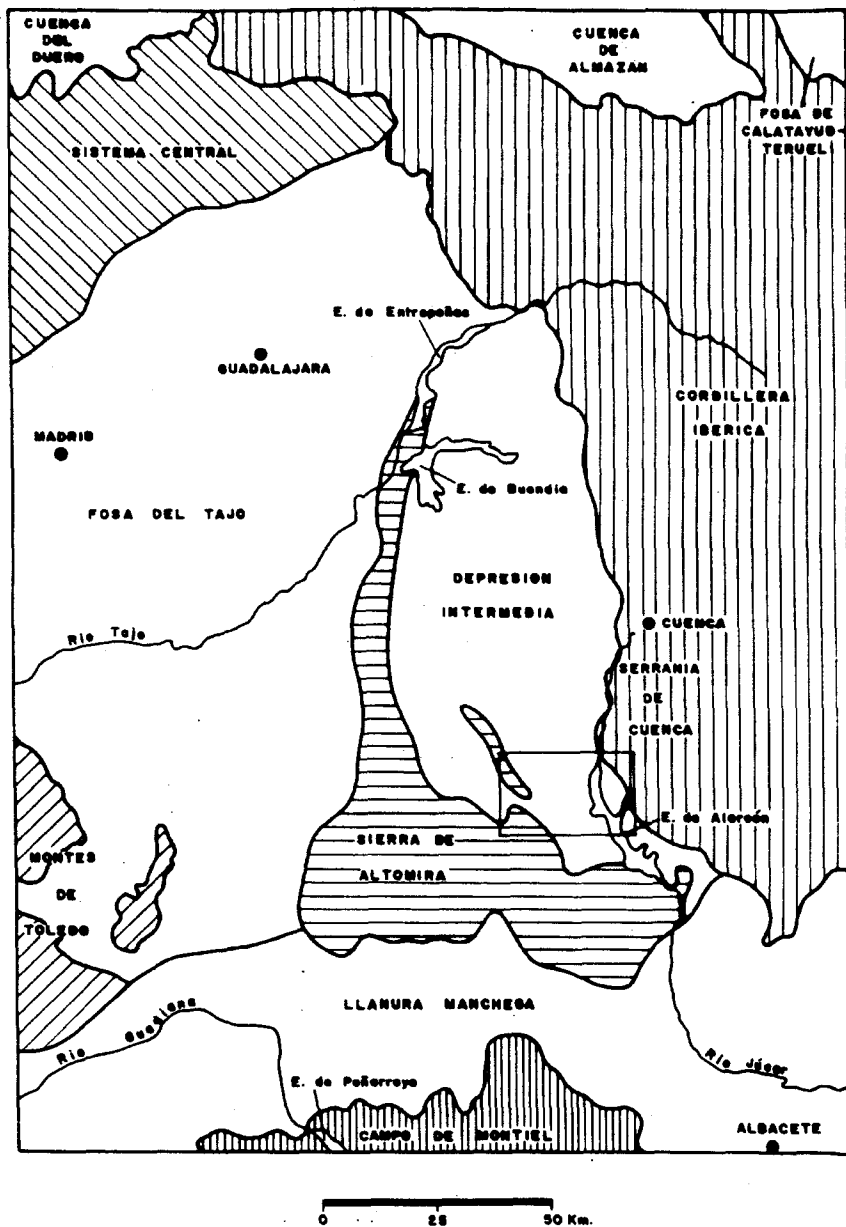 CUENCA
DEL
DUERO
CUENCA
DE
ALMAZAN
FOSA DE
CALATAYUD-
TERUEL
SISTEMA CENTRAL
E. de Entrepeñas
GUADALAJARA
CORDILLERA
IBERICA
MADRID
E. de Buendia
FOSA DEL TAJO
DEPRESION
INTERMEDIA
Rio Tajo
CUENCA
SERRANIA
DE
CUENCA
E. de Alarcón
SIERRA DE
ALTOMIRA
MONTES
DE
TOLEDO
LLANURA MANCHEGA
Rio Guadiana
Rio Júcar
E. de Peñarroya
CAMPO DE MONTIEL
ALBACETE
0 25 50 Km.